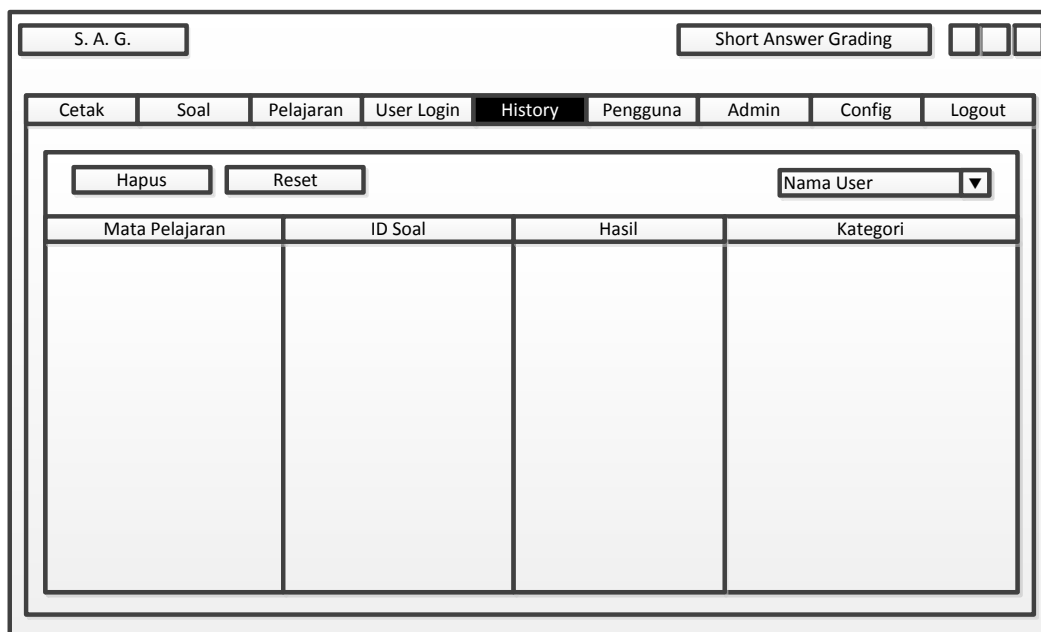 S. A. G.
Short Answer Grading
Cetak Soal Pelajaran User Login History Pengguna Admin Config Logout
Hapus Reset Nama User
Mata Pelajaran ID Soal Hasil Kategori